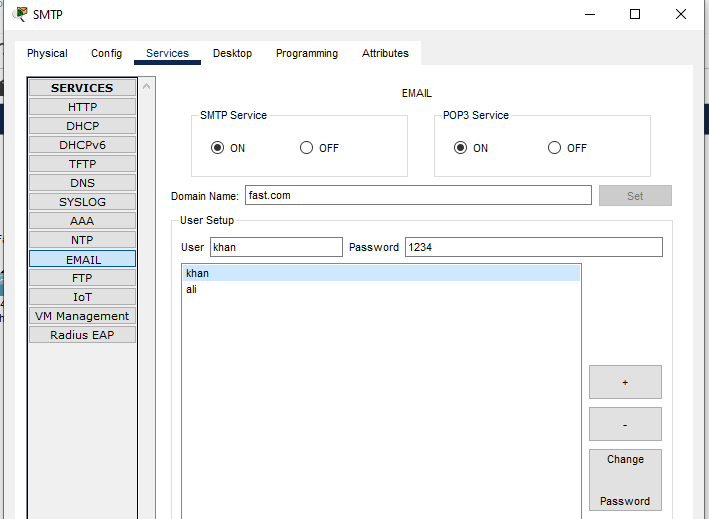 SMTP
Physical Config Services Desktop Programming Attributes
SERVICES
HTTP
DHCP
DHCPv6
TFTP
DNS
SYSLOG
AAA
NTP
EMAIL
FTP
IoT
VM Management
Radius EAP
EMAIL
SMTP Service
ON OFF
POP3 Service
ON OFF
Domain Name: fast.com Set
User Setup
User khan Password 1234
khan
ali
+
-
Change
Password